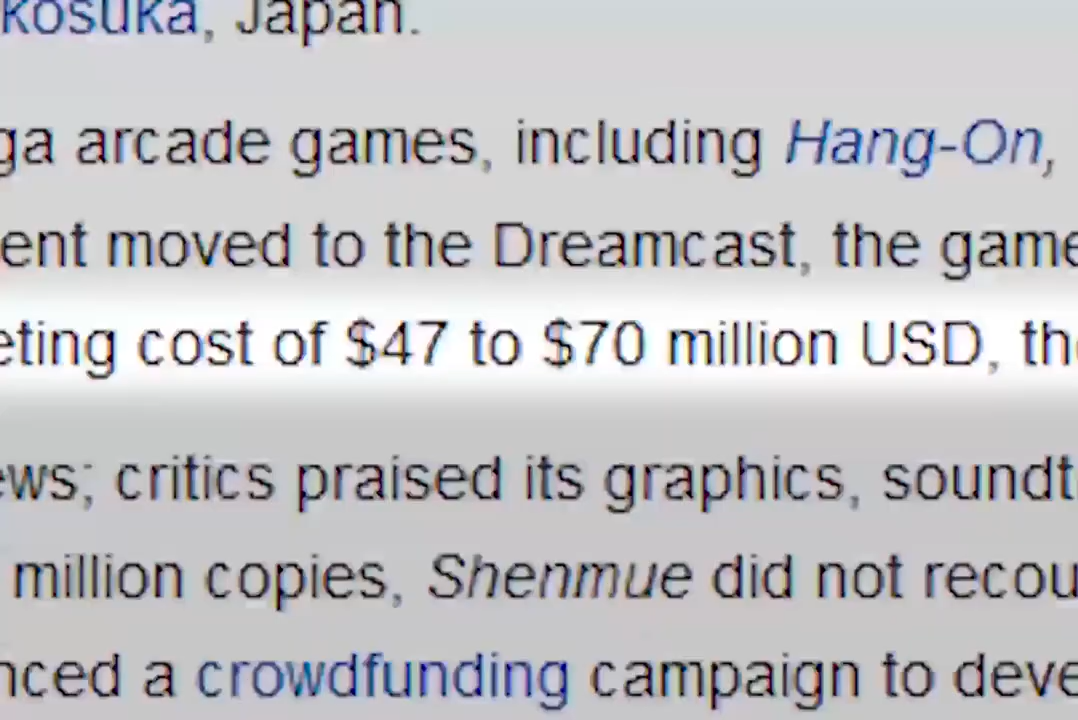 kosuka, Japan.
ga arcade games, including Hang-On,
ent moved to the Dreamcast, the game
eting cost of $47 to $70 million USD, the
ews; critics praised its graphics, soundt
million copies, Shenmue did not recou
nced a crowdfunding campaign to deve